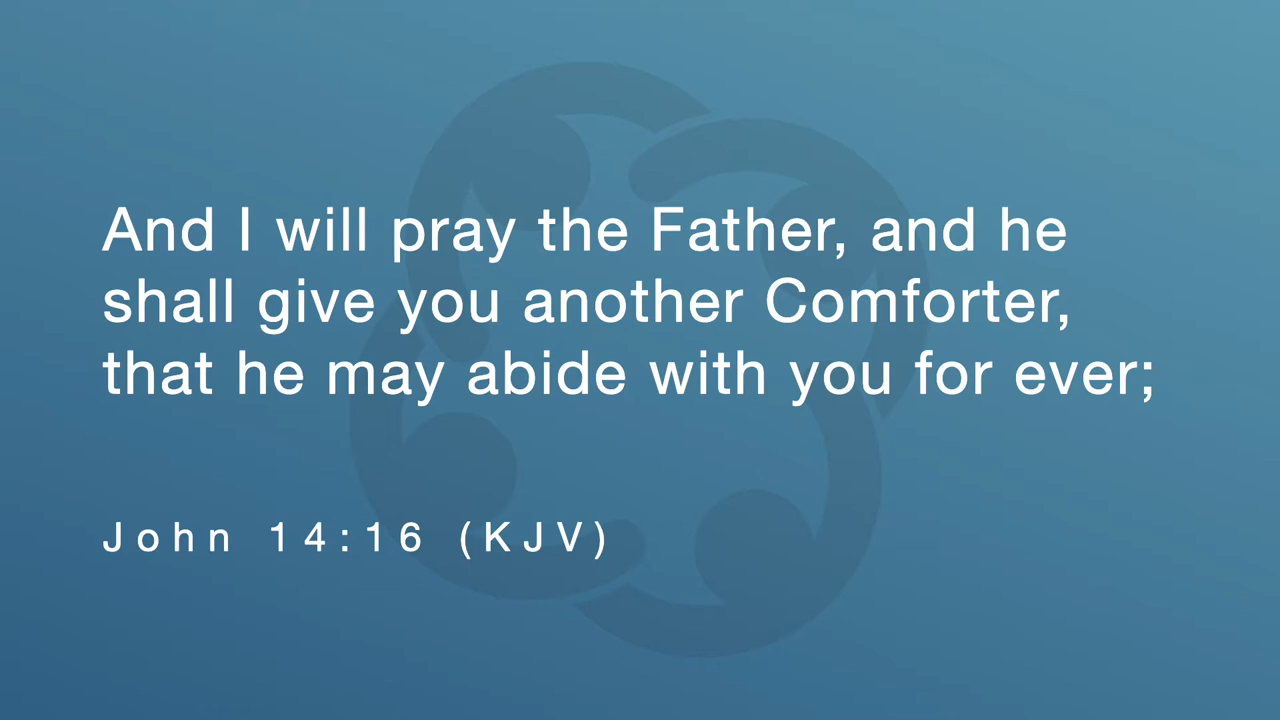 And I will pray the Father, and he
shall give you another Comforter,
that he may abide with you for ever;
John 14:16 (KJV)